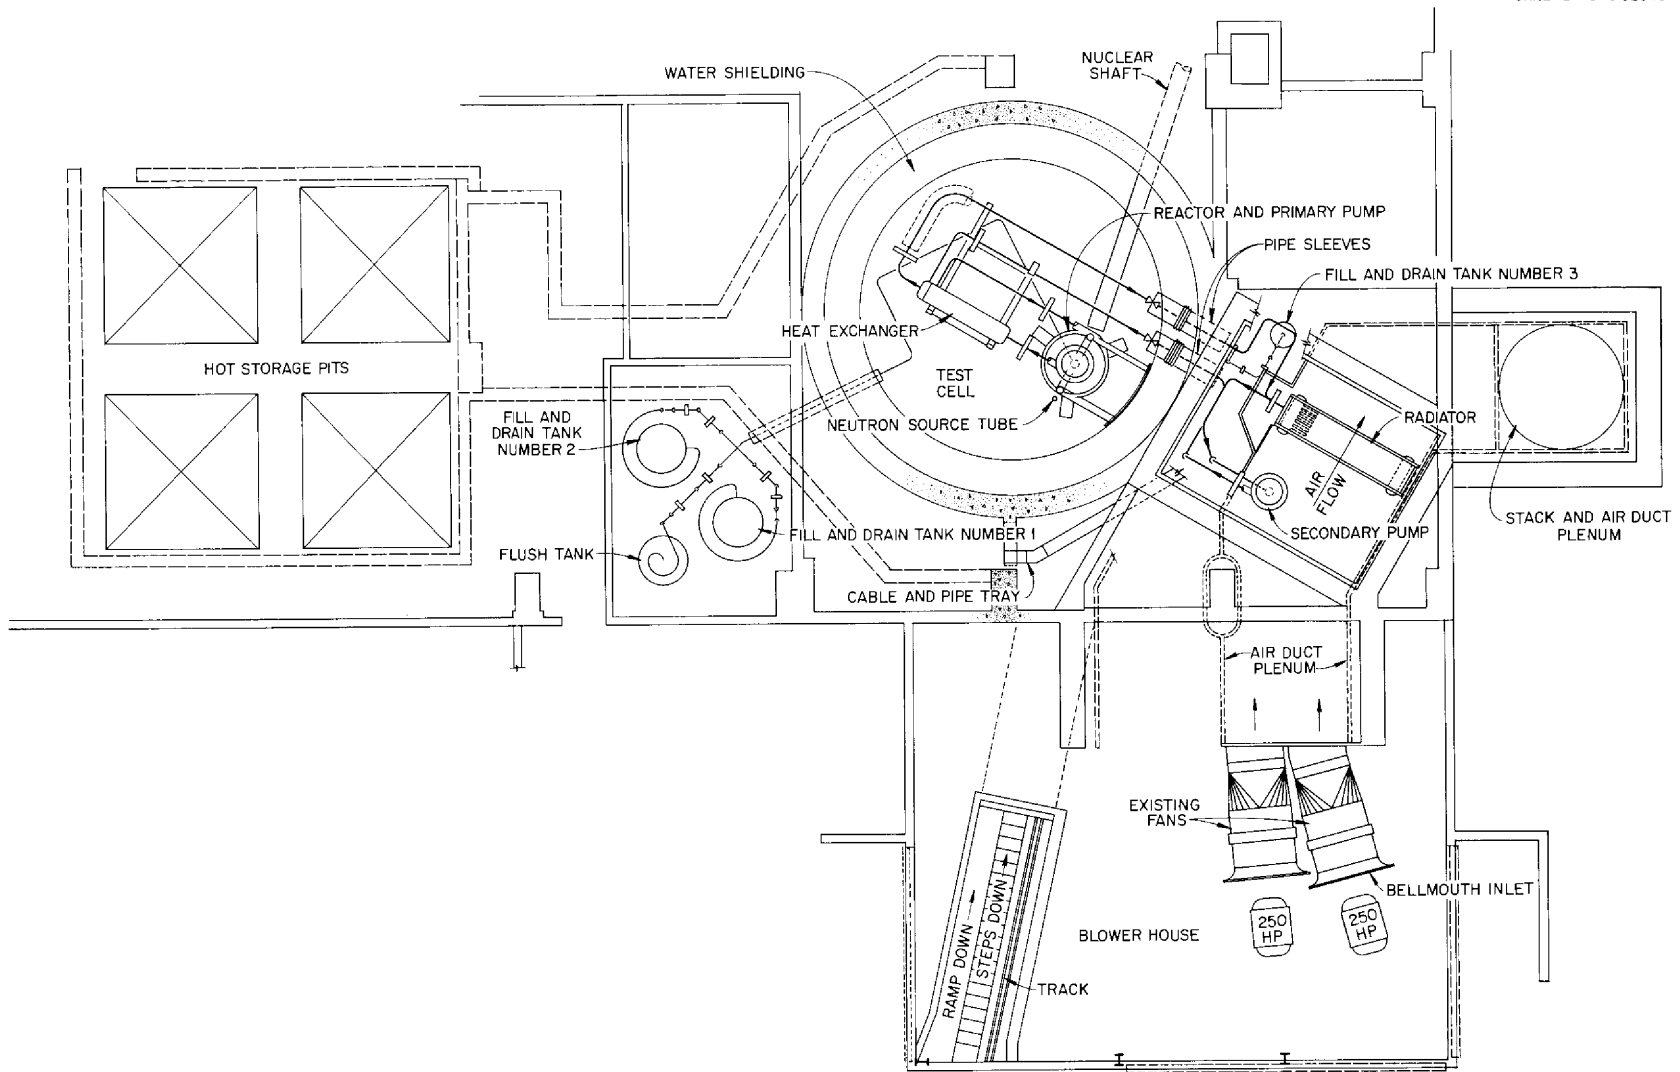 NUCLEAR
SHAFT
WATER SHIELDING
REACTOR AND PRIMARY PUMP
PIPE SLEEVES
FILL AND DRAIN TANK NUMBER 3
HEAT EXCHANGER
HOT STORAGE PITS
TEST
CELL
FILL AND
DRAIN TANK
NUMBER 2
NEUTRON SOURCE TUBE
RADIATOR
AIR
FLOW
STACK AND AIR DUCT
PLENUM
FILL AND DRAIN TANK NUMBER 1
SECONDARY PUMP
FLUSH TANK
CABLE AND PIPE TRAY
AIR DUCT
PLENUM
EXISTING
FANS
BELLMOUTH INLET
250
HP
250
HP
BLOWER HOUSE
RAMP DOWN
STEPS DOWN
TRACK